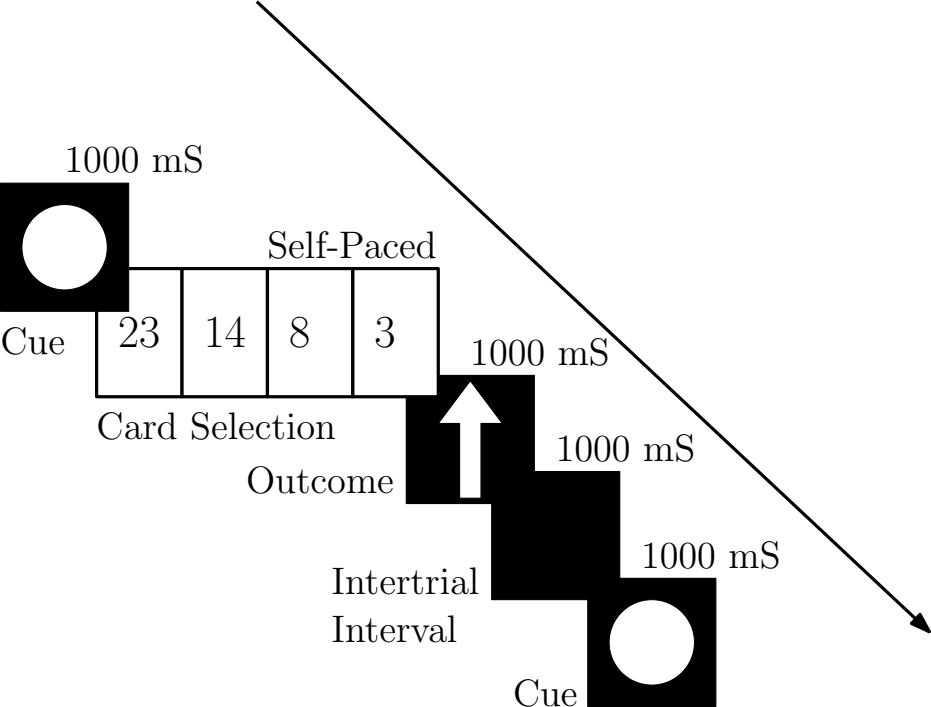 1000 mS
Self-Paced
Cue
23 14 8 3
1000 mS
Card Selection
1000 mS
Outcome
1000 mS
Intertrial
Interval
Cue